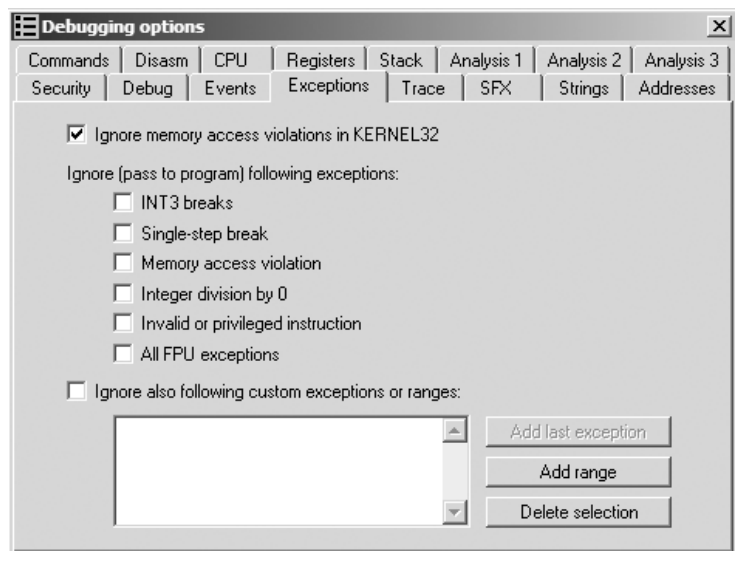 Debugging options
Commands Disasm CPU Registers Stack Analysis 1 Analysis 2 Analysis 3
Security Debug Events Exceptions Trace SFX Strings Addresses
Ignore memory access violations in KERNEL32
Ignore (pass to program) following exceptions:
INT3 breaks
Single-step break
Memory access violation
Integer division by 0
Invalid or privileged instruction
All FPU exceptions
Ignore also following custom exceptions or ranges:
Add last exception
Add range
Delete selection